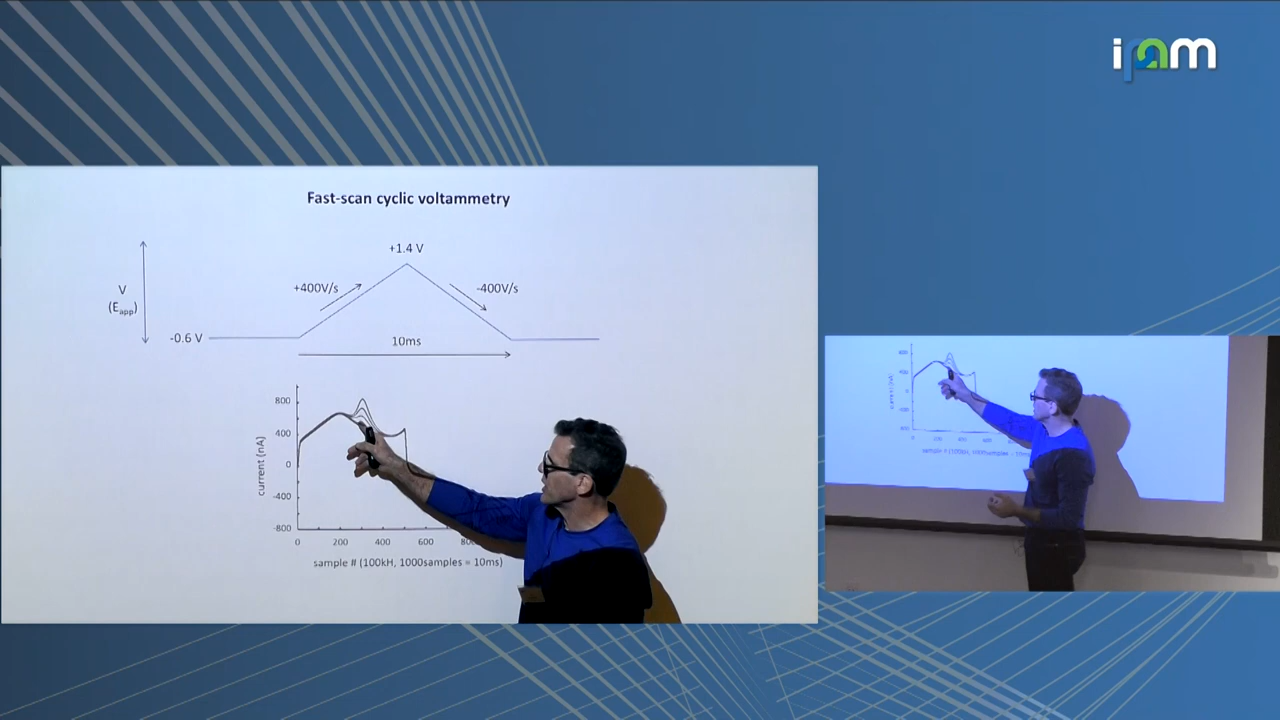 ipam
Fast-scan cyclic voltammetry
+1.4 V
V
(Eapp)
+400V/s
-400V/s
-0.6 V
10ms
800
400
0
-400
-800
current (nA)
0
200
400
600
sample # (100kH, 1000samples = 10ms)